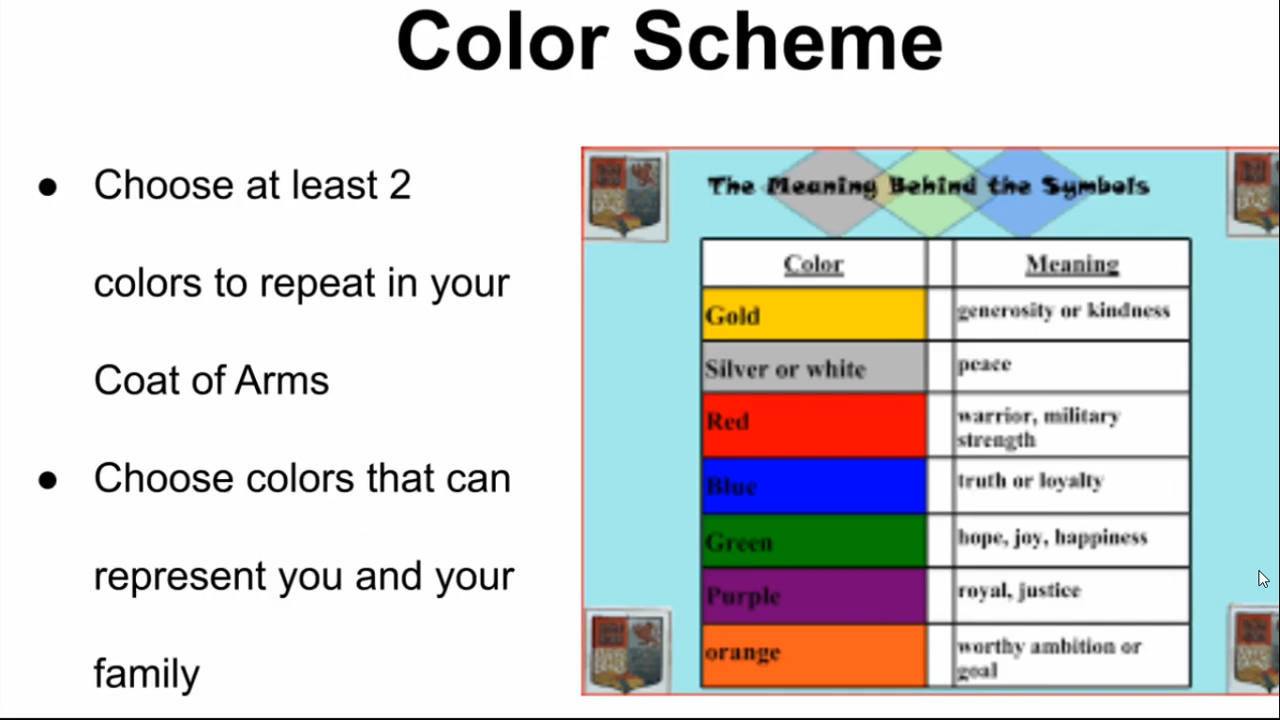 Color Scheme
● Choose at least 2
colors to repeat in your
Coat of Arms
● Choose colors that can
represent you and your
family
The Meaning Behind the Symbols
Color Meaning
Gold generosity or kindness
Silver or white peace
Red warrior, military
strength
Blue truth or loyalty
Green hope, joy, happiness
Purple royal, justice
orange worthy ambition or
goal